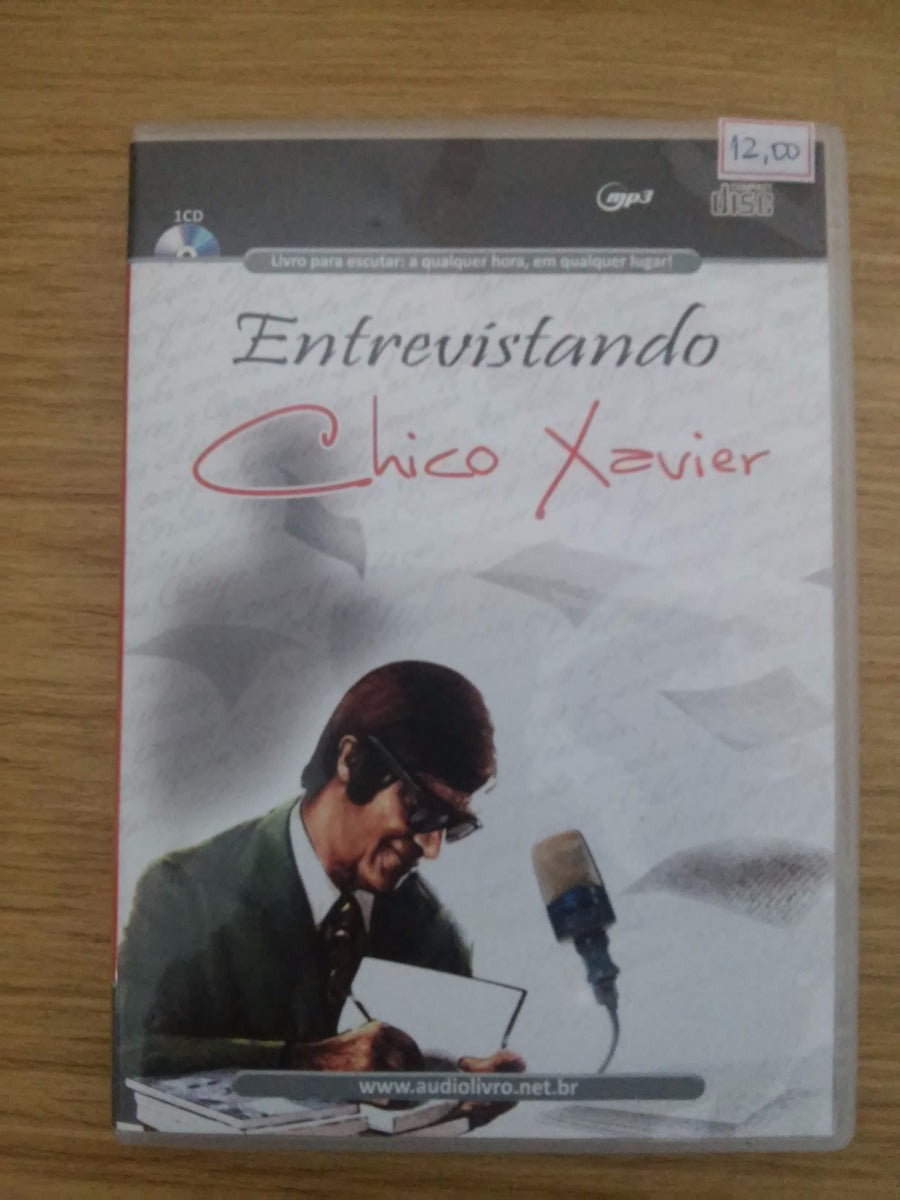 12,00
mp3
disc
1CD
Livro para escutar: a qualquer hora, em qualquer lugar!
Entrevistando
Chico Xavier
www.audiolivro.net.br